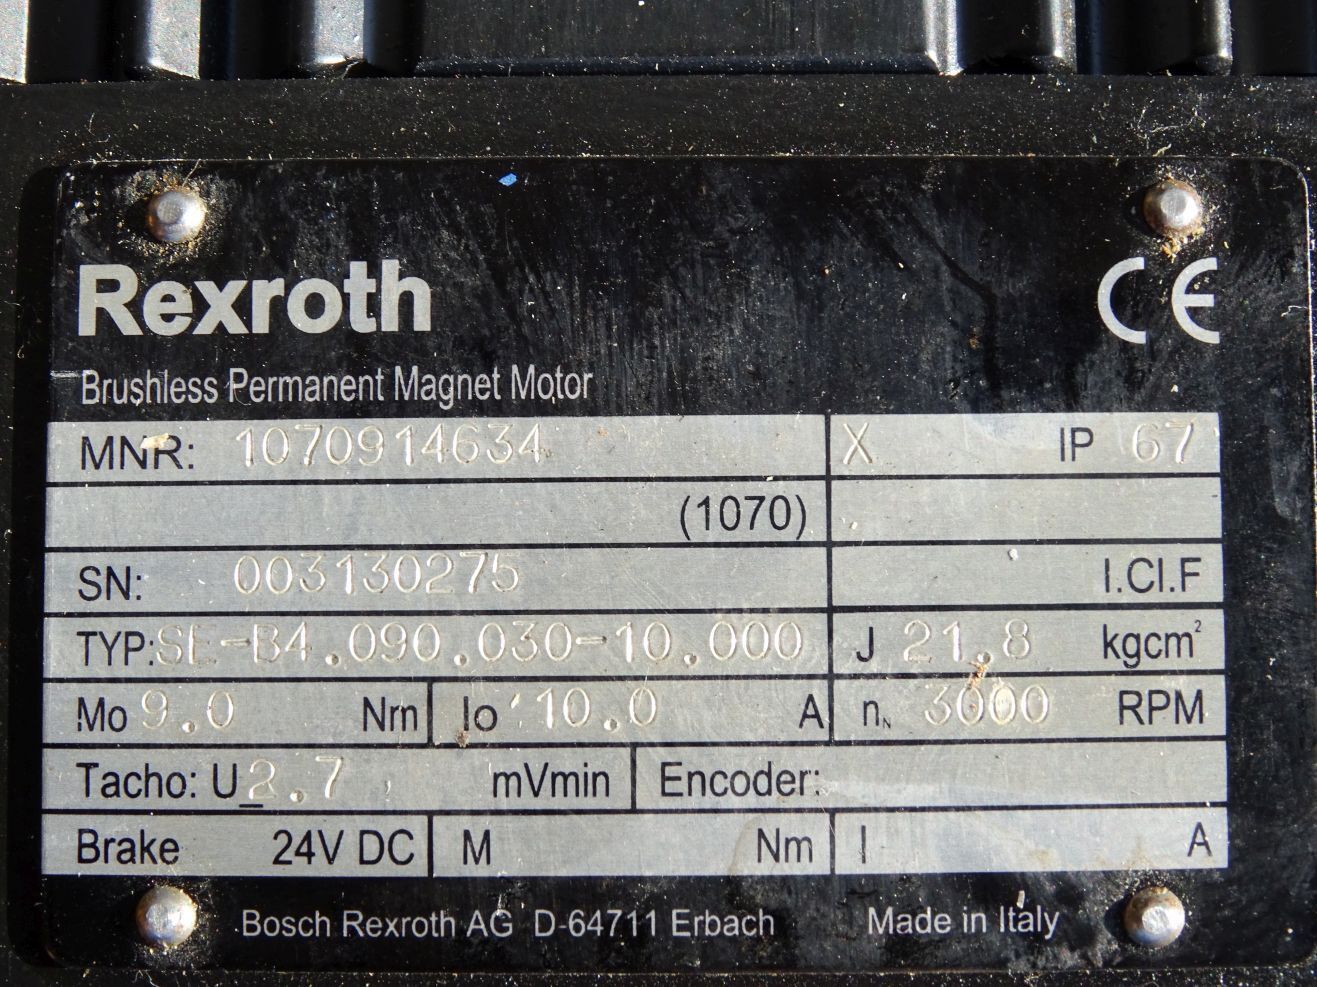 Rexroth CE
Brushless Permanent Magnet Motor
MNR: 1070914634 X IP 67
(1070)
SN: 003130275 I.Cl.F
TYP: SE-B4.090.030-10.000 J 21.8 kgcm²
Mo 9.0 Nm Io 10.0 A nN 3000 RPM
Tacho: U_2.7 mVmin Encoder:
Brake 24V DC M Nm I A
Bosch Rexroth AG D-64711 Erbach Made in Italy